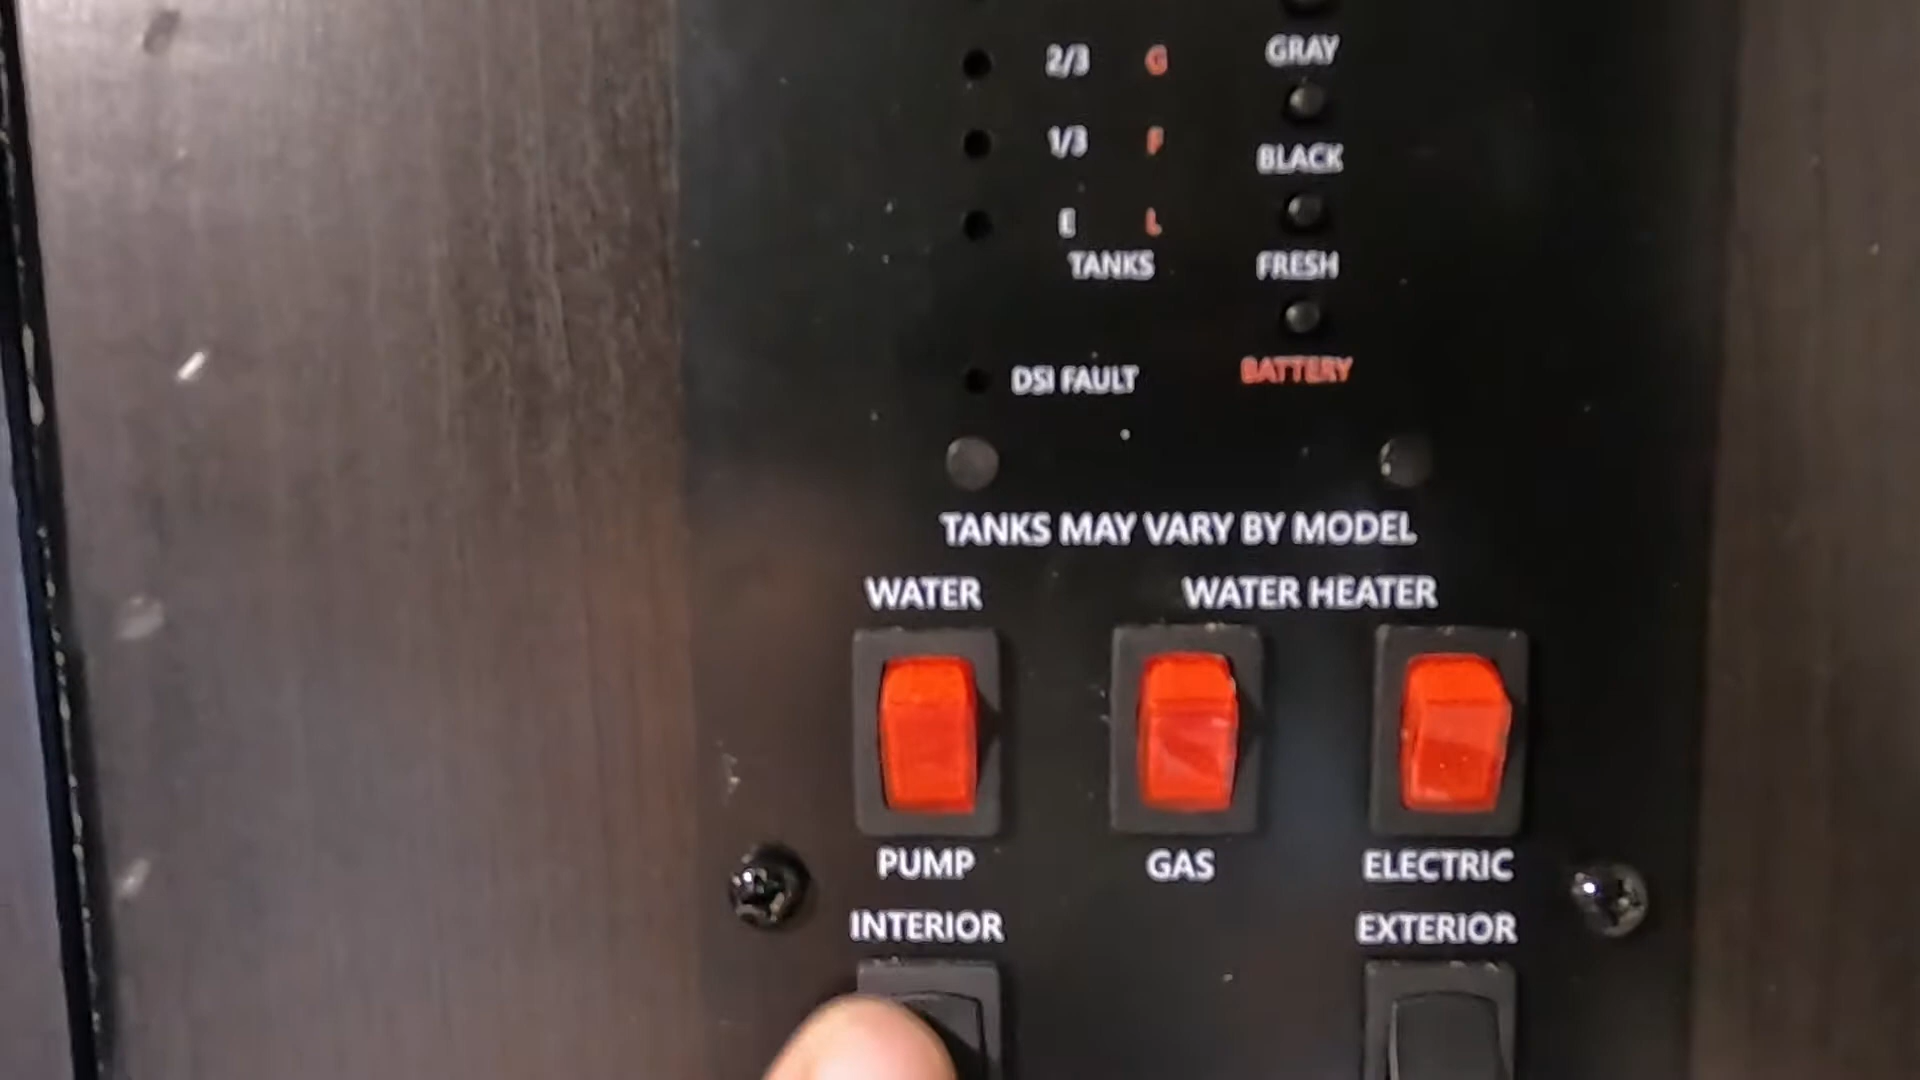 2/3 G GRAY
1/3 F BLACK
E L
TANKS FRESH
DSI FAULT BATTERY
TANKS MAY VARY BY MODEL
WATER WATER HEATER
PUMP GAS ELECTRIC
INTERIOR EXTERIOR